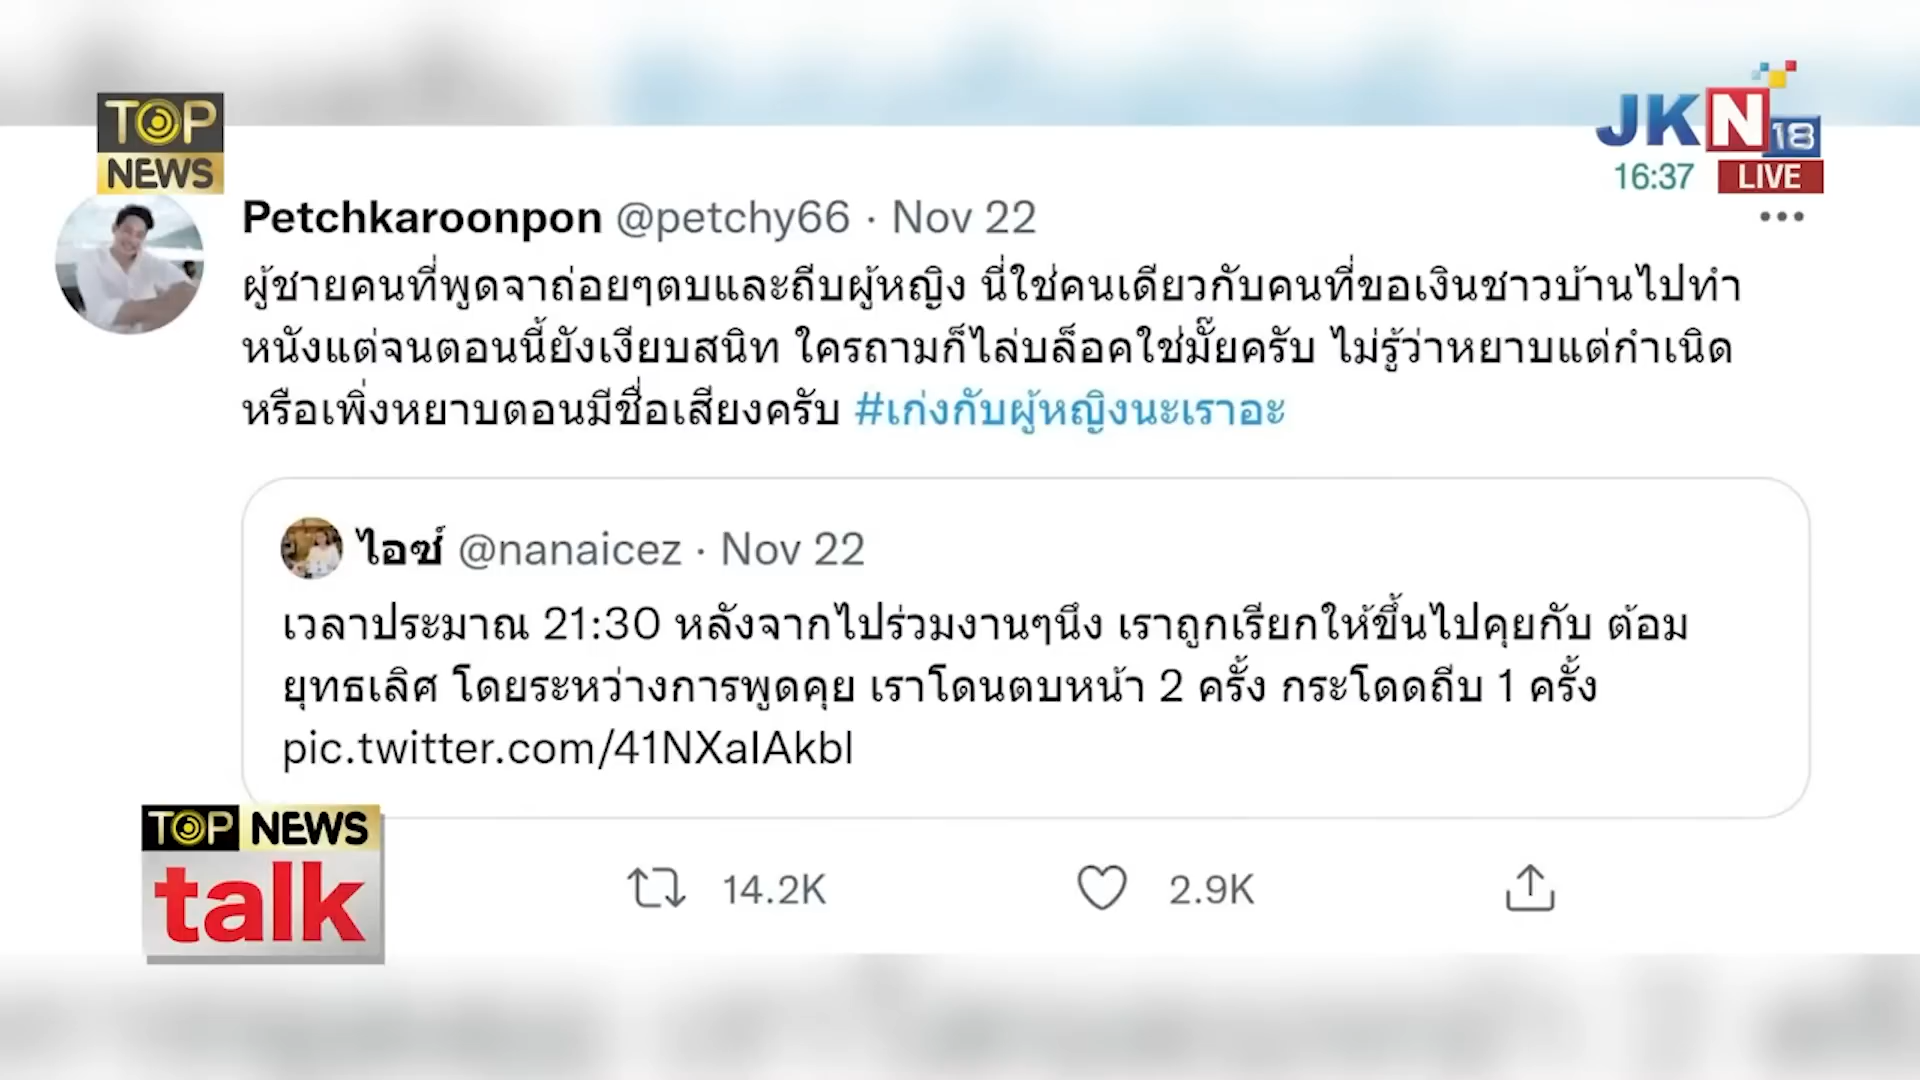 TOP
NEWS
JKN18
16:37 LIVE
Petchkaroonpon @petchy66 · Nov 22
ผู้ชายคนที่พูดจาถ่อยๆตบและถีบผู้หญิง นี่ใช่คนเดียวกับคนที่ขอเงินชาวบ้านไปทำ
หนังแต่จนตอนนี้ยังเงียบสนิท ใครถามก็ไล่บล็อคใช่มั๊ยครับ ไม่รู้ว่าหยาบแต่กำเนิด
หรือเพิ่งหยาบตอนมีชื่อเสียงครับ #เก่งกับผู้หญิงนะเราอะ
ไอซ์ @nanaicez · Nov 22
เวลาประมาณ 21:30 หลังจากไปร่วมงานๆนึง เราถูกเรียกให้ขึ้นไปคุยกับ ต้อม
ยุทธเลิศ โดยระหว่างการพูดคุย เราโดนตบหน้า 2 ครั้ง กระโดดถีบ 1 ครั้ง
pic.twitter.com/41NXaIAkbl
TOP NEWS
talk
14.2K 2.9K